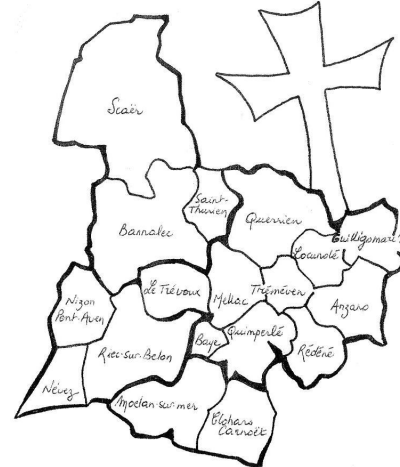 Scaër
Saint-
Thurien
Bannalec
Querrien
Guilligomarc'h
Locunolé
Le Trévoux
Mellac
Tréméven
Arzano
Nizon
Pont-Aven
Riec-sur-Belon
Baye
Quimperlé
Rédéné
Névez
Moëlan-sur-mer
Clohars
Carnoët